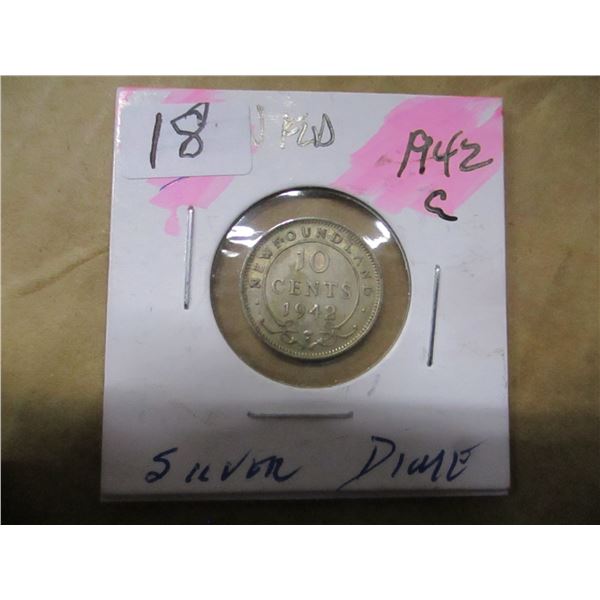 18 NFLD
1942
C
NEWFOUNDLAND
10
CENTS
1942
C
SILVER DIME